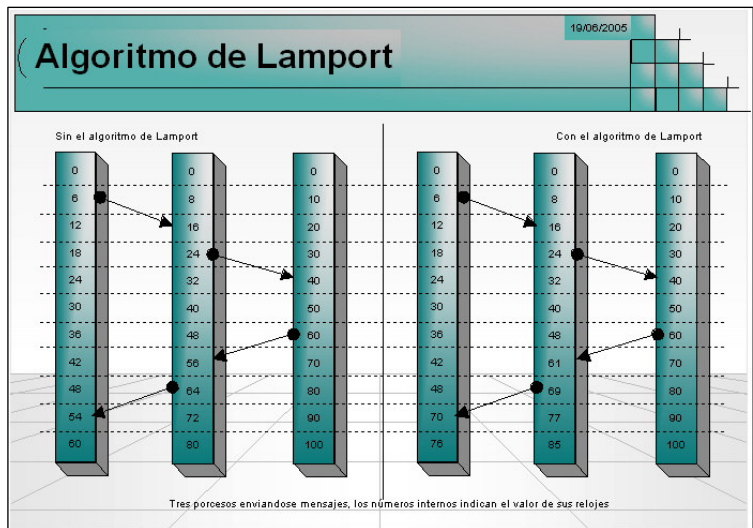 19/06/2005
Algoritmo de Lamport
Sin el algoritmo de Lamport
Con el algoritmo de Lamport
0 0 0 0 0 0
6 8 10 6 8 10
12 16 20 12 16 20
18 24 30 18 24 30
24 32 40 24 32 40
30 40 50 30 40 50
36 48 60 36 48 60
42 56 70 42 61 70
48 64 80 48 69 80
54 72 90 70 77 90
60 80 100 76 85 100
Tres porcesos enviandose mensajes, los números internos indican el valor de sus relojes